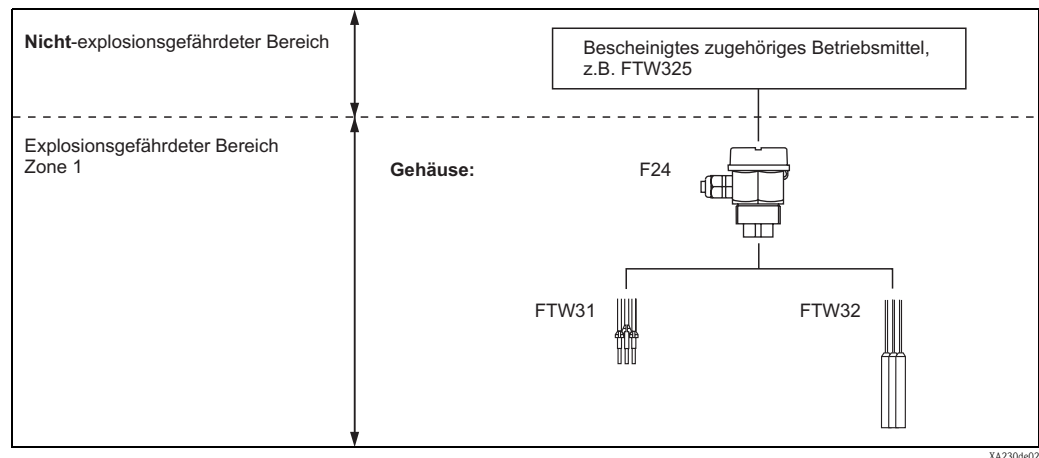 Nicht-explosionsgefährdeter Bereich
Bescheinigtes zugehöriges Betriebsmittel,
z.B. FTW325
Explosionsgefährdeter Bereich
Zone 1
Gehäuse:
F24
FTW31
FTW32
XA230de02